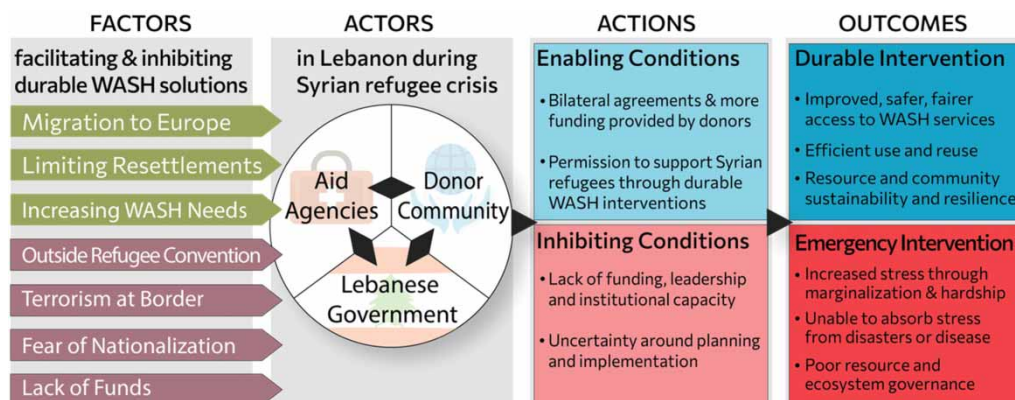 FACTORS
facilitating & inhibiting
durable WASH solutions
Migration to Europe
Limiting Resettlements
Increasing WASH Needs
Outside Refugee Convention
Terrorism at Border
Fear of Nationalization
Lack of Funds
ACTORS
in Lebanon during
Syrian refugee crisis
Aid
Agencies
Donor
Community
Lebanese
Government
ACTIONS
Enabling Conditions
• Bilateral agreements & more
funding provided by donors
• Permission to support Syrian
refugees through durable
WASH interventions
Inhibiting Conditions
• Lack of funding, leadership
and institutional capacity
• Uncertainty around planning
and implementation
OUTCOMES
Durable Intervention
• Improved, safer, fairer
access to WASH services
• Efficient use and reuse
• Resource and community
sustainability and resilience
Emergency Intervention
• Increased stress through
marginalization & hardship
• Unable to absorb stress
from disasters or disease
• Poor resource and
ecosystem governance